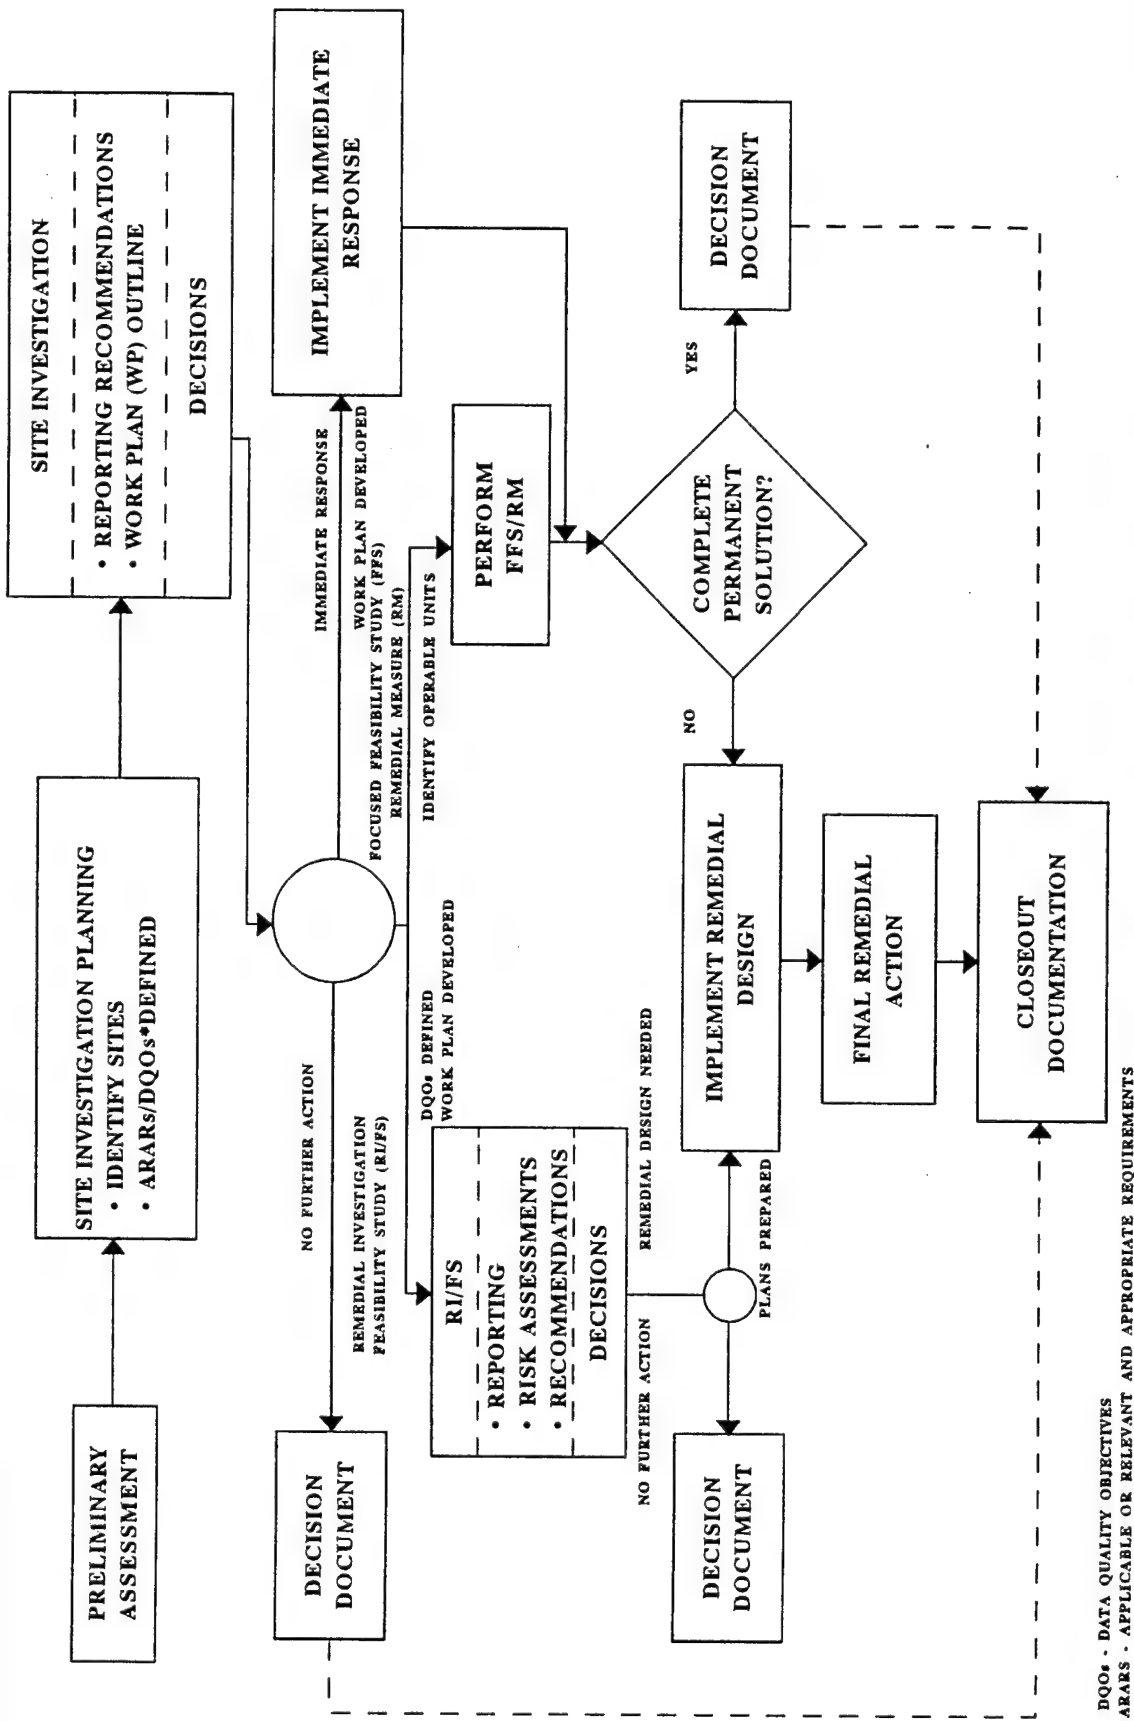 PRELIMINARY
ASSESSMENT
SITE INVESTIGATION PLANNING
• IDENTIFY SITES
• ARARs/DQOs*DEFINED
SITE INVESTIGATION
• REPORTING RECOMMENDATIONS
• WORK PLAN (WP) OUTLINE
DECISIONS
NO FURTHER ACTION
IMMEDIATE RESPONSE
DECISION
DOCUMENT
IMPLEMENT IMMEDIATE
RESPONSE
REMEDIAL INVESTIGATION
FEASIBILITY STUDY (RI/FS)
WORK PLAN DEVELOPED
FOCUSED FEASIBILITY STUDY (FFS)
REMEDIAL MEASURE (RM)
DQOs DEFINED
WORK PLAN DEVELOPED
IDENTIFY OPERABLE UNITS
RI/FS
• REPORTING
• RISK ASSESSMENTS
• RECOMMENDATIONS
DECISIONS
PERFORM
FFS/RM
NO FURTHER ACTION
REMEDIAL DESIGN NEEDED
COMPLETE
PERMANENT
SOLUTION?
NO
YES
DECISION
DOCUMENT
PLANS PREPARED
IMPLEMENT REMEDIAL
DESIGN
DECISION
DOCUMENT
FINAL REMEDIAL
ACTION
CLOSEOUT
DOCUMENTATION
DQOs - DATA QUALITY OBJECTIVES
ARARS - APPLICABLE OR RELEVANT AND APPROPRIATE REQUIREMENTS